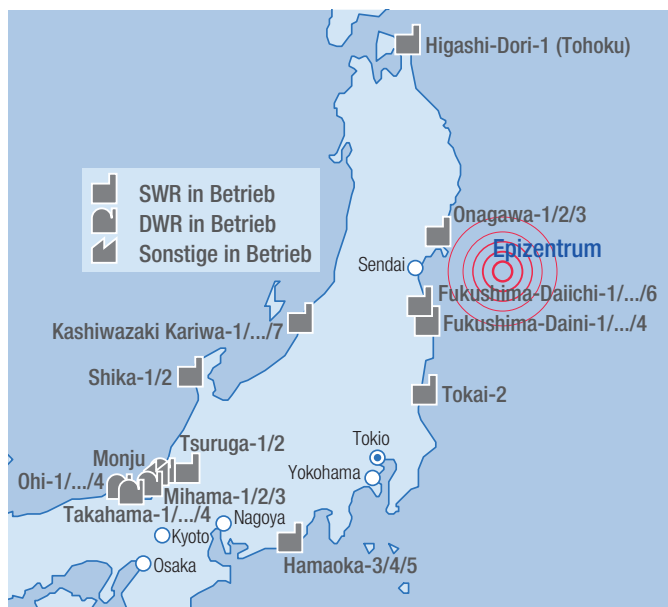 Higashi-Dori-1 (Tohoku)
SWR in Betrieb
DWR in Betrieb
Sonstige in Betrieb
Onagawa-1/2/3
Epizentrum
Sendai
Fukushima-Daiichi-1/.../6
Fukushima-Daini-1/.../4
Kashiwazaki Kariwa-1/.../7
Shika-1/2
Tokai-2
Tsuruga-1/2
Tokio
Monju
Yokohama
Ohi-1/.../4
Mihama-1/2/3
Takahama-1/.../4
Nagoya
Kyoto
Osaka
Hamaoka-3/4/5